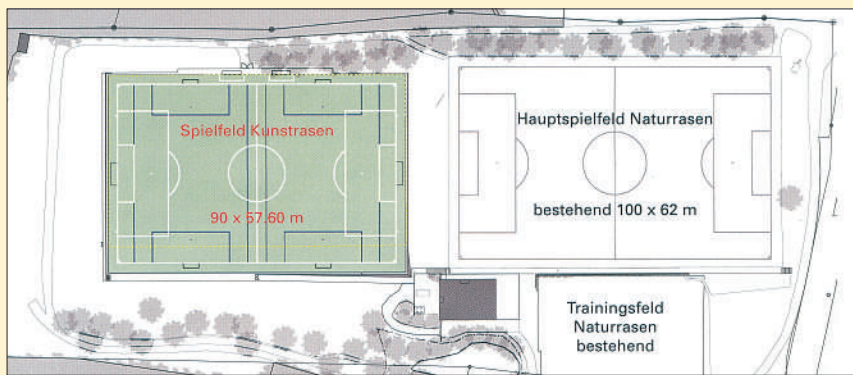 Spielfeld Kunstrasen
90 x 57.60 m
Hauptspielfeld Naturrasen
bestehend 100 x 62 m
Trainingsfeld
Naturrasen
bestehend